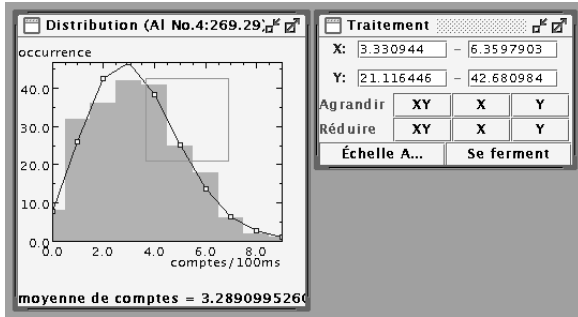 Distribution (Al No.4:269.29)
occurrence
40.0
30.0
20.0
10.0
0.0
0.0 2.0 4.0 6.0 8.0
comptes/100ms
moyenne de comptes = 3.289099526
Traitement
X: 3.330944 - 6.3597903
Y: 21.116446 - 42.680984
Agrandir XY X Y
Réduire XY X Y
Échelle A... Se ferment